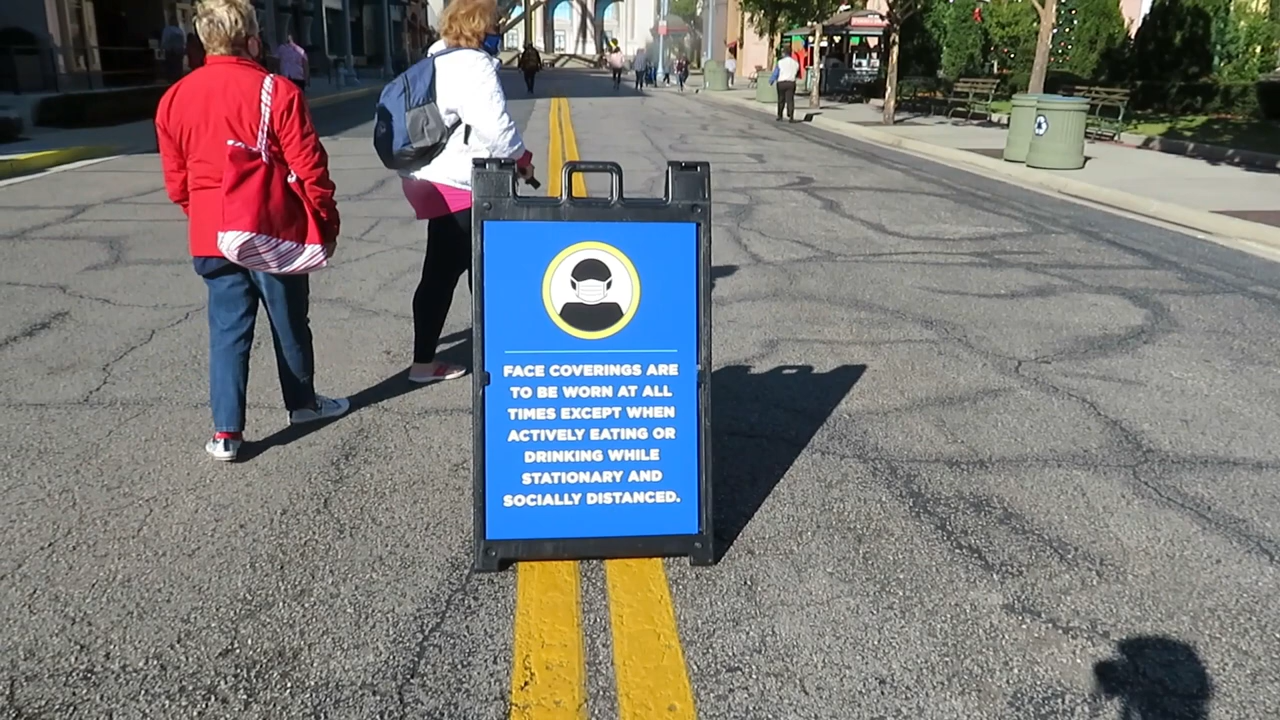 FACE COVERINGS ARE
TO BE WORN AT ALL
TIMES EXCEPT WHEN
ACTIVELY EATING OR
DRINKING WHILE
STATIONARY AND
SOCIALLY DISTANCED.